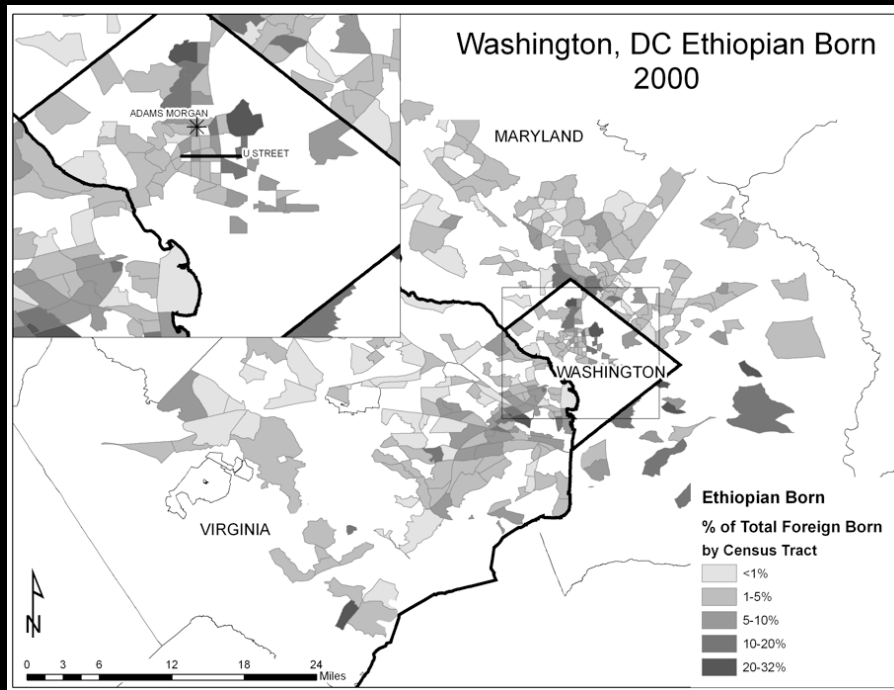 Washington, DC Ethiopian Born
2000
ADAMS MORGAN
U STREET
MARYLAND
WASHINGTON
VIRGINIA
Ethiopian Born
% of Total Foreign Born
by Census Tract
<1%
1-5%
5-10%
10-20%
20-32%
N
0 3 6 12 18 24
Miles